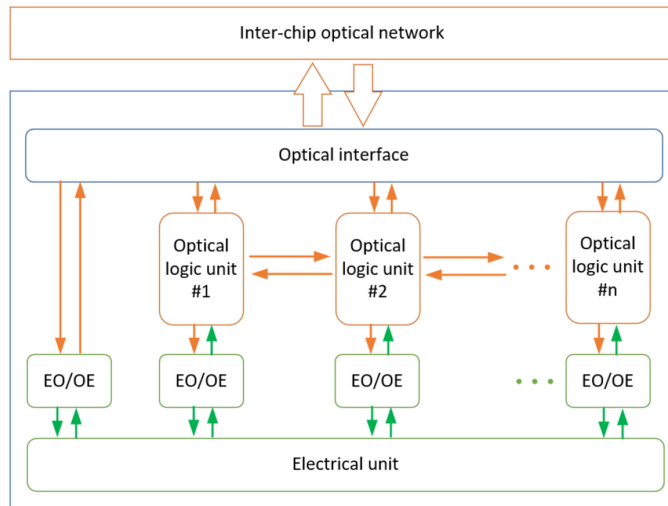 Inter-chip optical network
Optical interface
Optical
logic unit
#1
Optical
logic unit
#2
Optical
logic unit
#n
EO/OE
EO/OE
EO/OE
EO/OE
Electrical unit